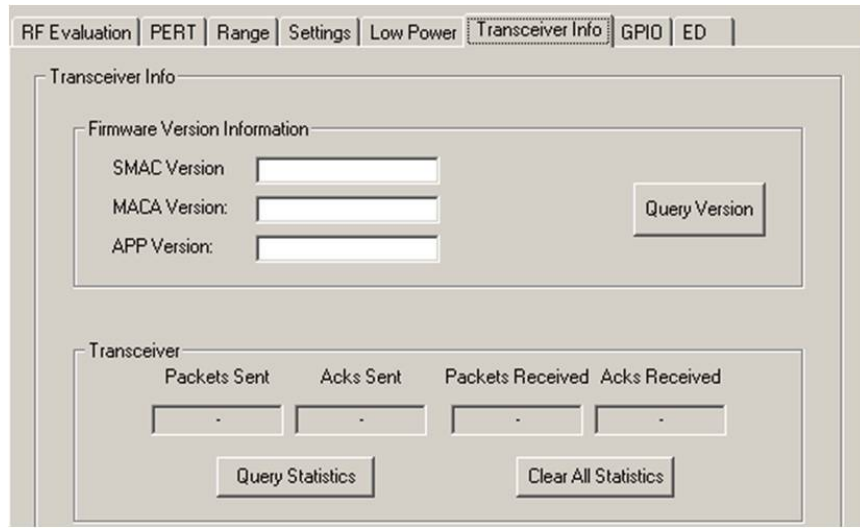 RF Evaluation PERT Range Settings Low Power Transceiver Info GPIO ED
Transceiver Info
Firmware Version Information
SMAC Version
MACA Version:
Query Version
APP Version:
Transceiver
Packets Sent Acks Sent Packets Received Acks Received
- - - -
Query Statistics Clear All Statistics